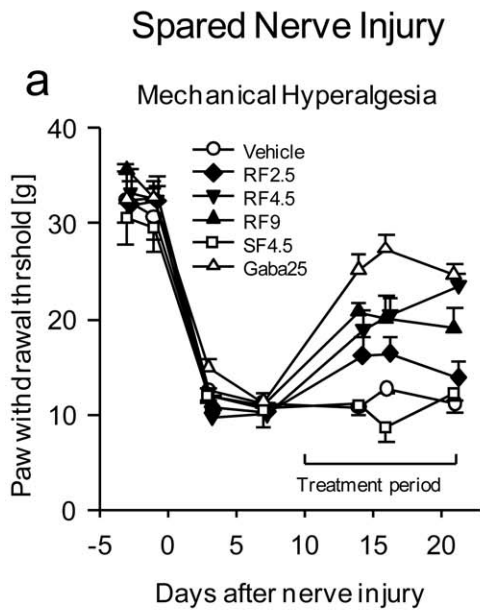 Spared Nerve Injury
a
Mechanical Hyperalgesia
Paw withdrawal thrshold [g]
40
30
20
10
0
Vehicle
RF2.5
RF4.5
RF9
SF4.5
Gaba25
Treatment period
-5 0 5 10 15 20
Days after nerve injury